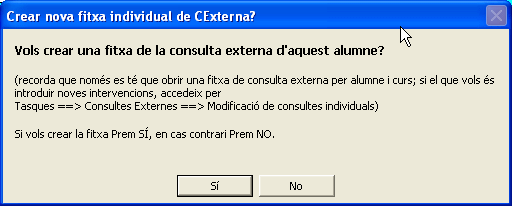 Crear nova fitxa individual de CExterna?
Vols crear una fitxa de la consulta externa d'aquest alumne?
(recorda que només es té que obrir una fitxa de consulta externa per alumne i curs; si el que vols és
introduir noves intervencions, accedeix per
Tasques ==> Consultes Externes ==> Modificació de consultes individuals)
Si vols crear la fitxa Prem SÍ, en cas contrari Prem NO.
Sí
No